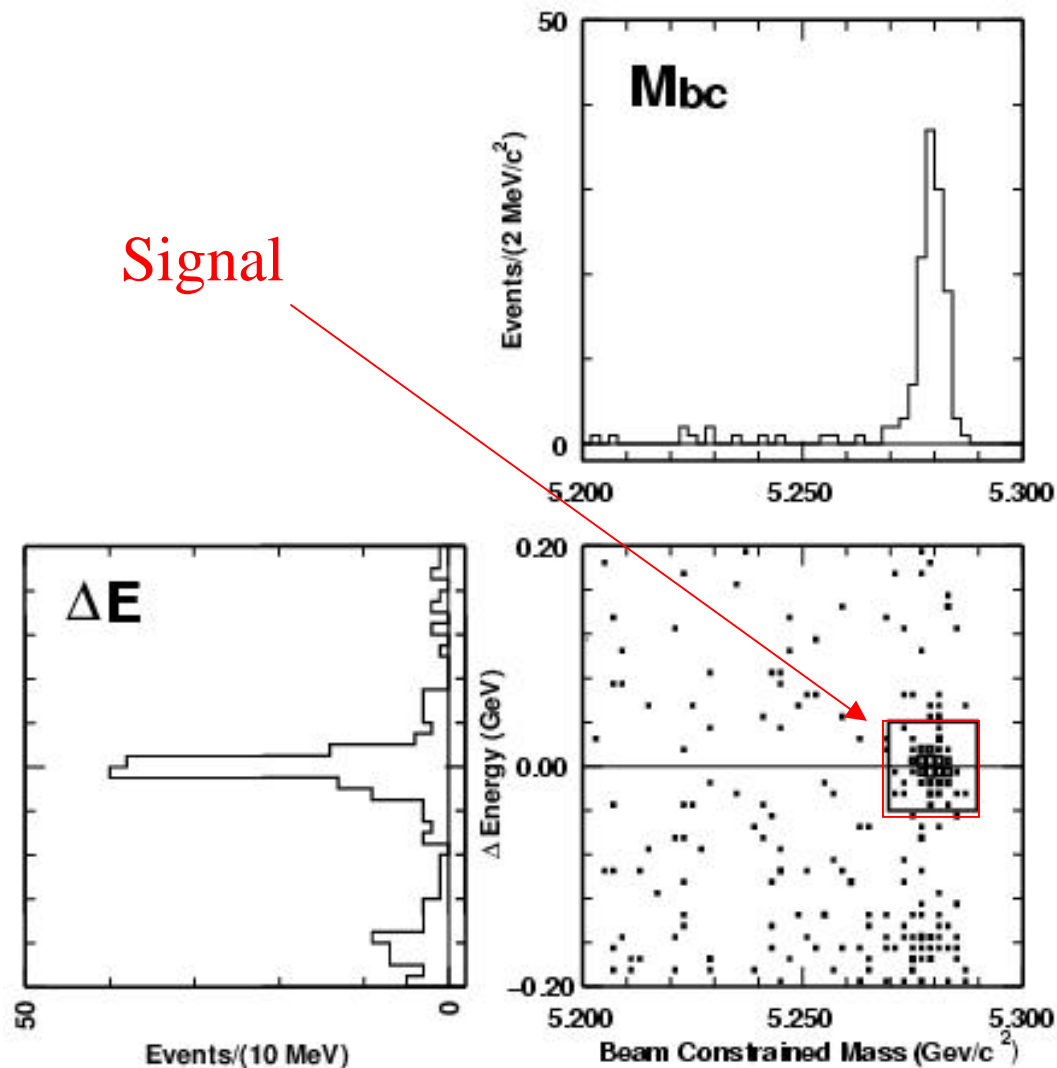 50
Mbc
Events/(2 MeV/c²)
Signal
0
5.200 5.250 5.300
ΔE
0.20
Δ Energy (GeV)
0.00
-0.20
50 0
5.200 5.250 5.300
Events/(10 MeV)
Beam Constrained Mass (Gev/c²)